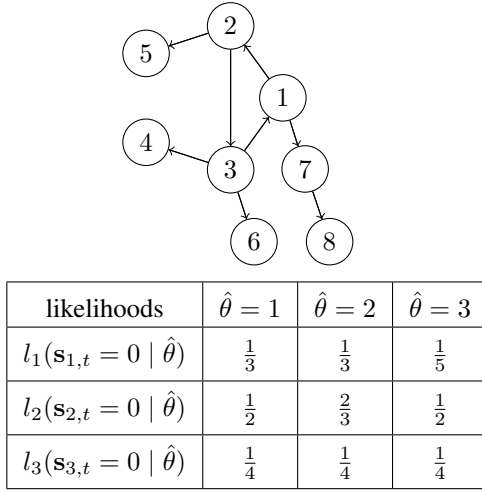 2
5
1
4
3
7
6
8
likelihoods θ̂ = 1 θ̂ = 2 θ̂ = 3
l₁(s₁,ₜ = 0 | θ̂) 1/3 1/3 1/5
l₂(s₂,ₜ = 0 | θ̂) 1/2 2/3 1/2
l₃(s₃,ₜ = 0 | θ̂) 1/4 1/4 1/4